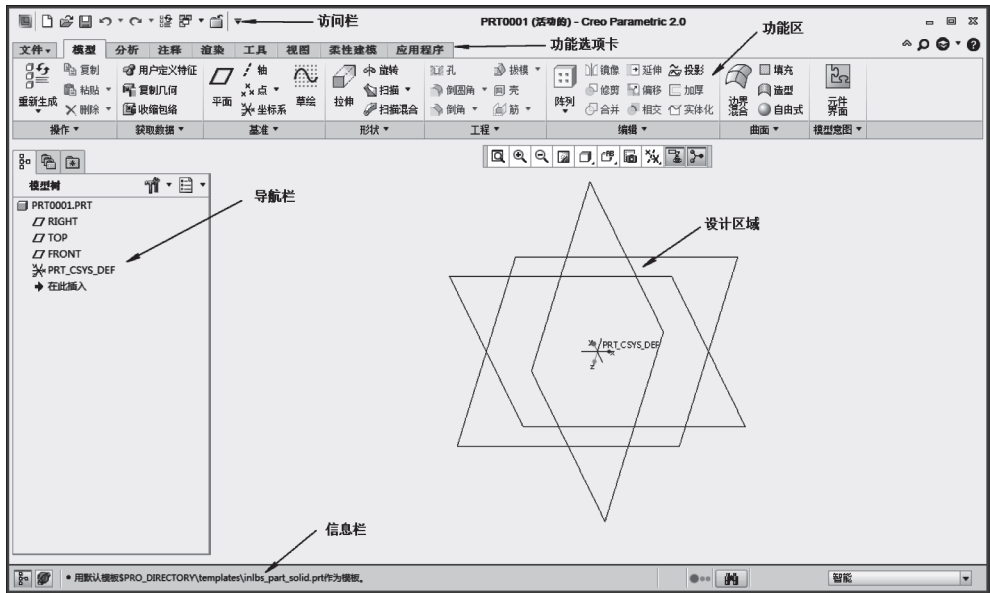 访问栏
PRT0001 (活动的) - Creo Parametric 2.0
功能区
文件 模型 分析 注释 渲染 工具 视图 柔性建模 应用程序
功能选项卡
重新生成 复制 粘贴 删除
用户定义特征 复制几何 收缩包络
平面 轴 点 坐标系 草绘
拉伸 旋转 扫描 扫描混合
孔 倒圆角 倒角 拔模 壳 筋
阵列 镜像 延伸 投影
修剪 偏移 加厚
合并 相交 实体化
边界混合 填充 造型 自由式
元件界面
操作 获取数据 基准 形状 工程 编辑 曲面 模型意图
模型树
PRT0001.PRT
RIGHT
TOP
FRONT
PRT_CSYS_DEF
在此插入
导航栏
设计区域
PRT_CSYS_DEF
Z
信息栏
• 用默认模板$PRO_DIRECTORY\templates\inlbs_part_solid.prt作为模板。
智能